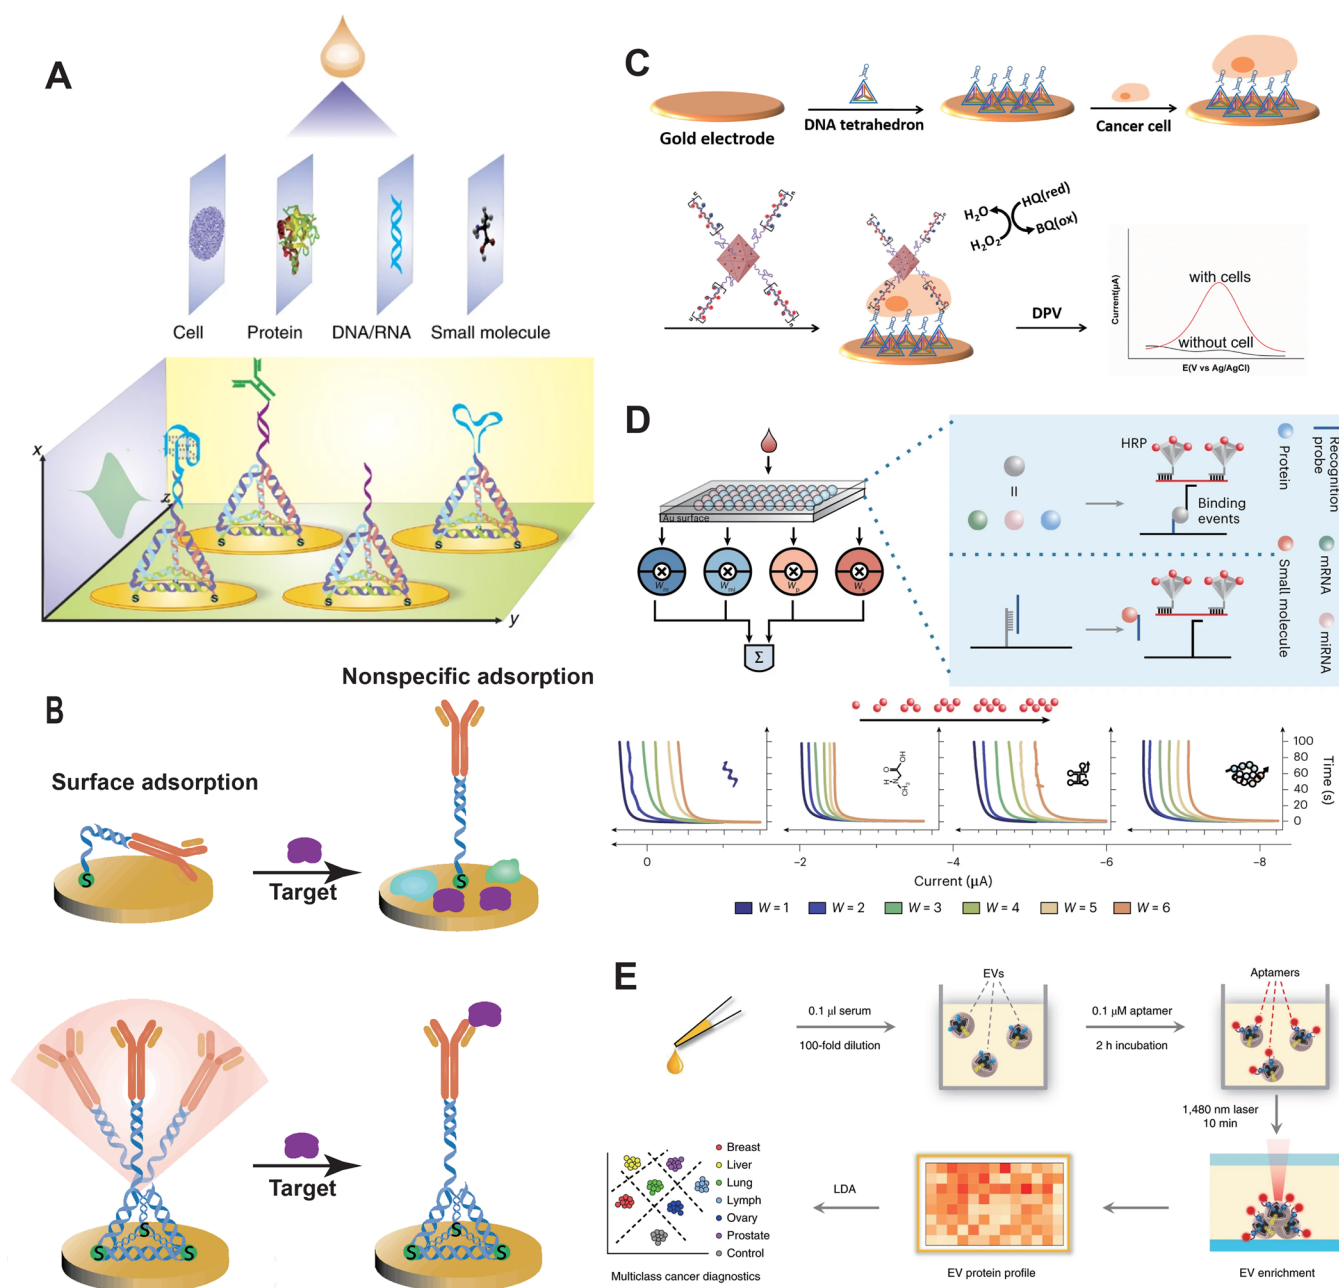 A
Cell
Protein
DNA/RNA
Small molecule
x
z
y
S
S
S
S
S
S
S
S
B
Nonspecific adsorption
Surface adsorption
S
Target
S
Target
S
S
S
S
S
S
C
Gold electrode
DNA tetrahedron
Cancer cell
n
n
n
n
H₂O
HQ(red)
H₂O₂
BQ(ox)
DPV
Current(μA)
with cells
without cell
E(V vs Ag/AgCl)
D
Au surface
W
W
W
W
Σ
HRP
Binding
events
Protein
Recognition
probe
Small molecule
mRNA
miRNA
O
OH
H
N
CH₃
100
80
60
40
20
0
Time (s)
0
−2
−4
−6
−8
Current (μA)
W = 1
W = 2
W = 3
W = 4
W = 5
W = 6
E
0.1 μl serum
100-fold dilution
EVs
0.1 μM aptamer
2 h incubation
Aptamers
1,480 nm laser
10 min
EV enrichment
EV protein profile
LDA
Breast
Liver
Lung
Lymph
Ovary
Prostate
Control
Multiclass cancer diagnostics